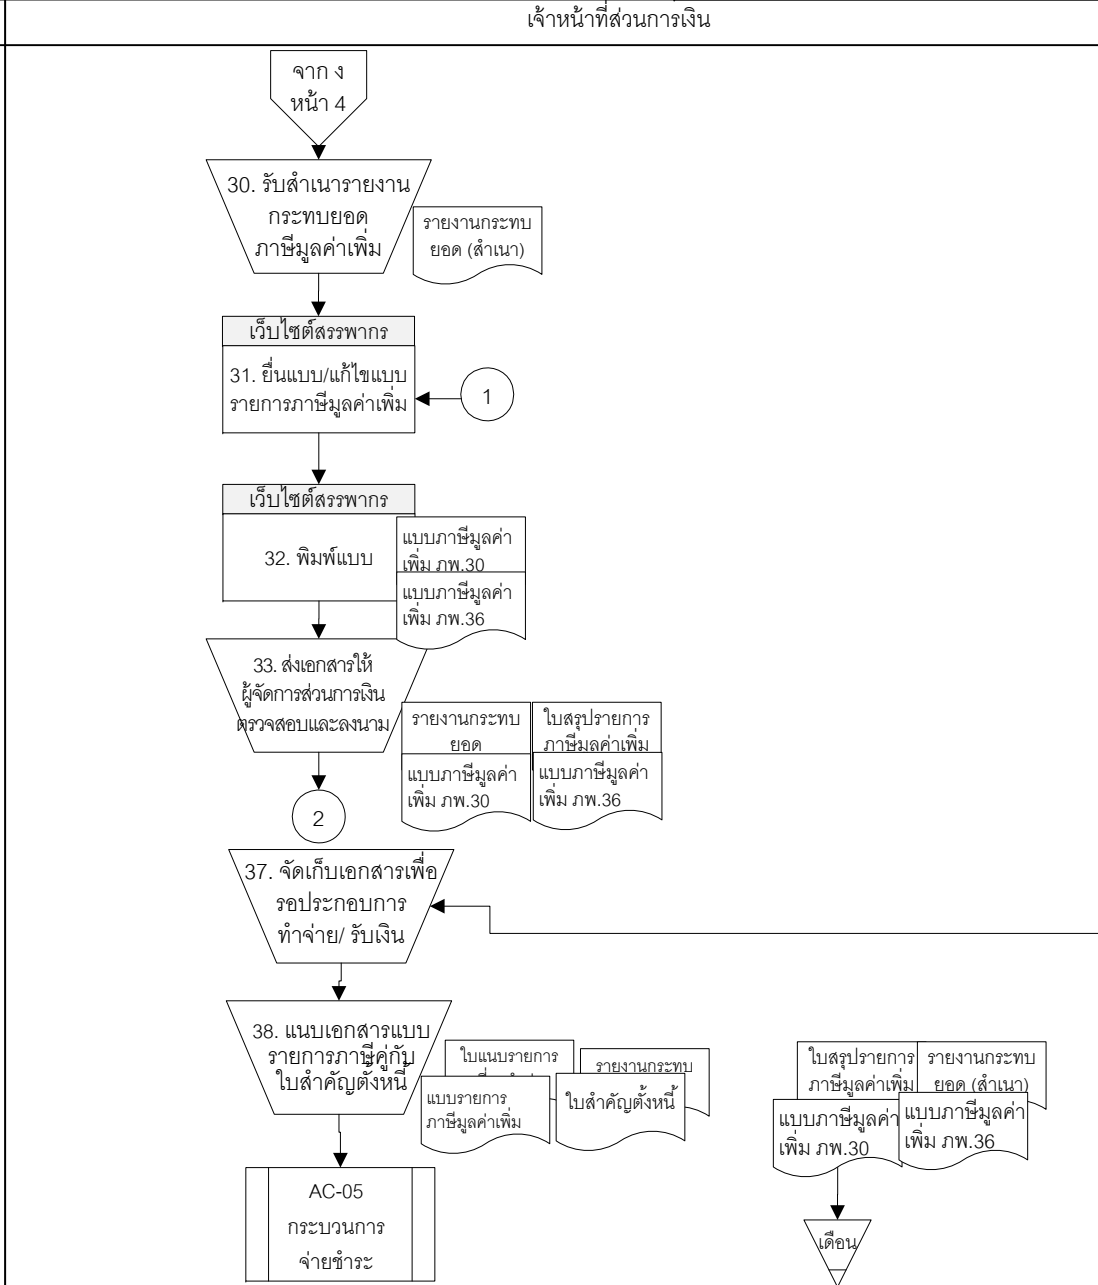 เจ้าหน้าที่ส่วนการเงิน
จาก ง
หน้า 4
30. รับสำเนารายงาน
กระทบยอด
ภาษีมูลค่าเพิ่ม
รายงานกระทบ
ยอด (สำเนา)
เว็บไซต์สรรพากร
31. ยื่นแบบ/แก้ไขแบบ
รายการภาษีมูลค่าเพิ่ม
1
เว็บไซต์สรรพากร
32. พิมพ์แบบ
แบบภาษีมูลค่า
เพิ่ม ภพ.30
แบบภาษีมูลค่า
เพิ่ม ภพ.36
33. ส่งเอกสารให้
ผู้จัดการส่วนการเงิน
ตรวจสอบและลงนาม
รายงานกระทบ
ยอด
ใบสรุปรายการ
ภาษีมูลค่าเพิ่ม
แบบภาษีมูลค่า
เพิ่ม ภพ.30
แบบภาษีมูลค่า
เพิ่ม ภพ.36
2
37. จัดเก็บเอกสารเพื่อ
รอประกอบการ
ทำจ่าย/ รับเงิน
38. แนบเอกสารแบบ
รายการภาษีคู่กับ
ใบสำคัญตั้งหนี้
ใบแนบรายการ
แบบรายการ
ภาษีมูลค่าเพิ่ม
รายงานกระทบ
ใบสำคัญตั้งหนี้
ใบสรุปรายการ
ภาษีมูลค่าเพิ่ม
รายงานกระทบ
ยอด (สำเนา)
แบบภาษีมูลค่า
เพิ่ม ภพ.30
แบบภาษีมูลค่า
เพิ่ม ภพ.36
AC-05
กระบวนการ
จ่ายชำระ
เดือน